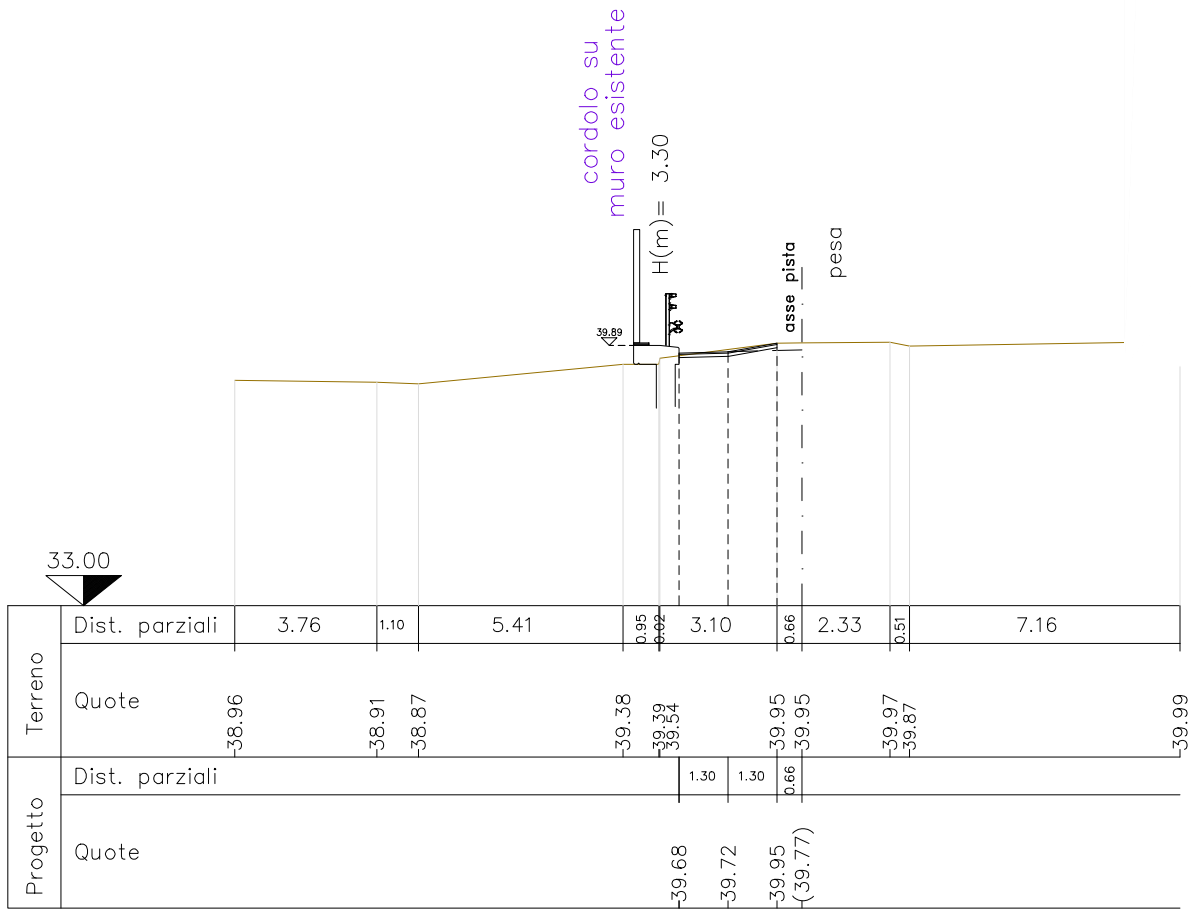 cordolo su
muro esistente
H(m)= 3.30
asse pista
pesa
39.89
33.00
Terreno
Dist. parziali 3.76 1.10 5.41 0.95 0.02 3.10 0.66 2.33 0.51 7.16
Quote 38.96 38.91 38.87 39.38 39.39 39.54 39.95 39.95 39.97 39.87 39.99
Progetto
Dist. parziali 1.30 1.30 0.66
Quote 39.68 39.72 39.95 (39.77)